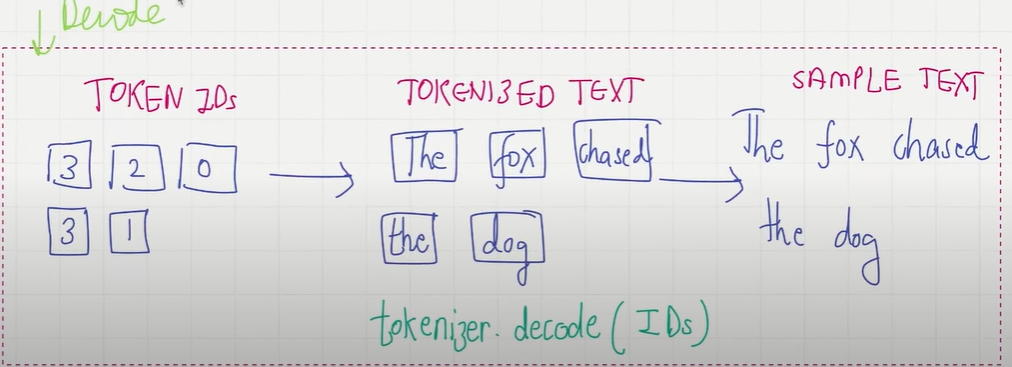 Decode
TOKEN IDs
TOKENIZED TEXT
SAMPLE TEXT
3 2 0
The fox chased
The fox chased
3 1
the dog
the dog
tokenizer.decode(IDs)